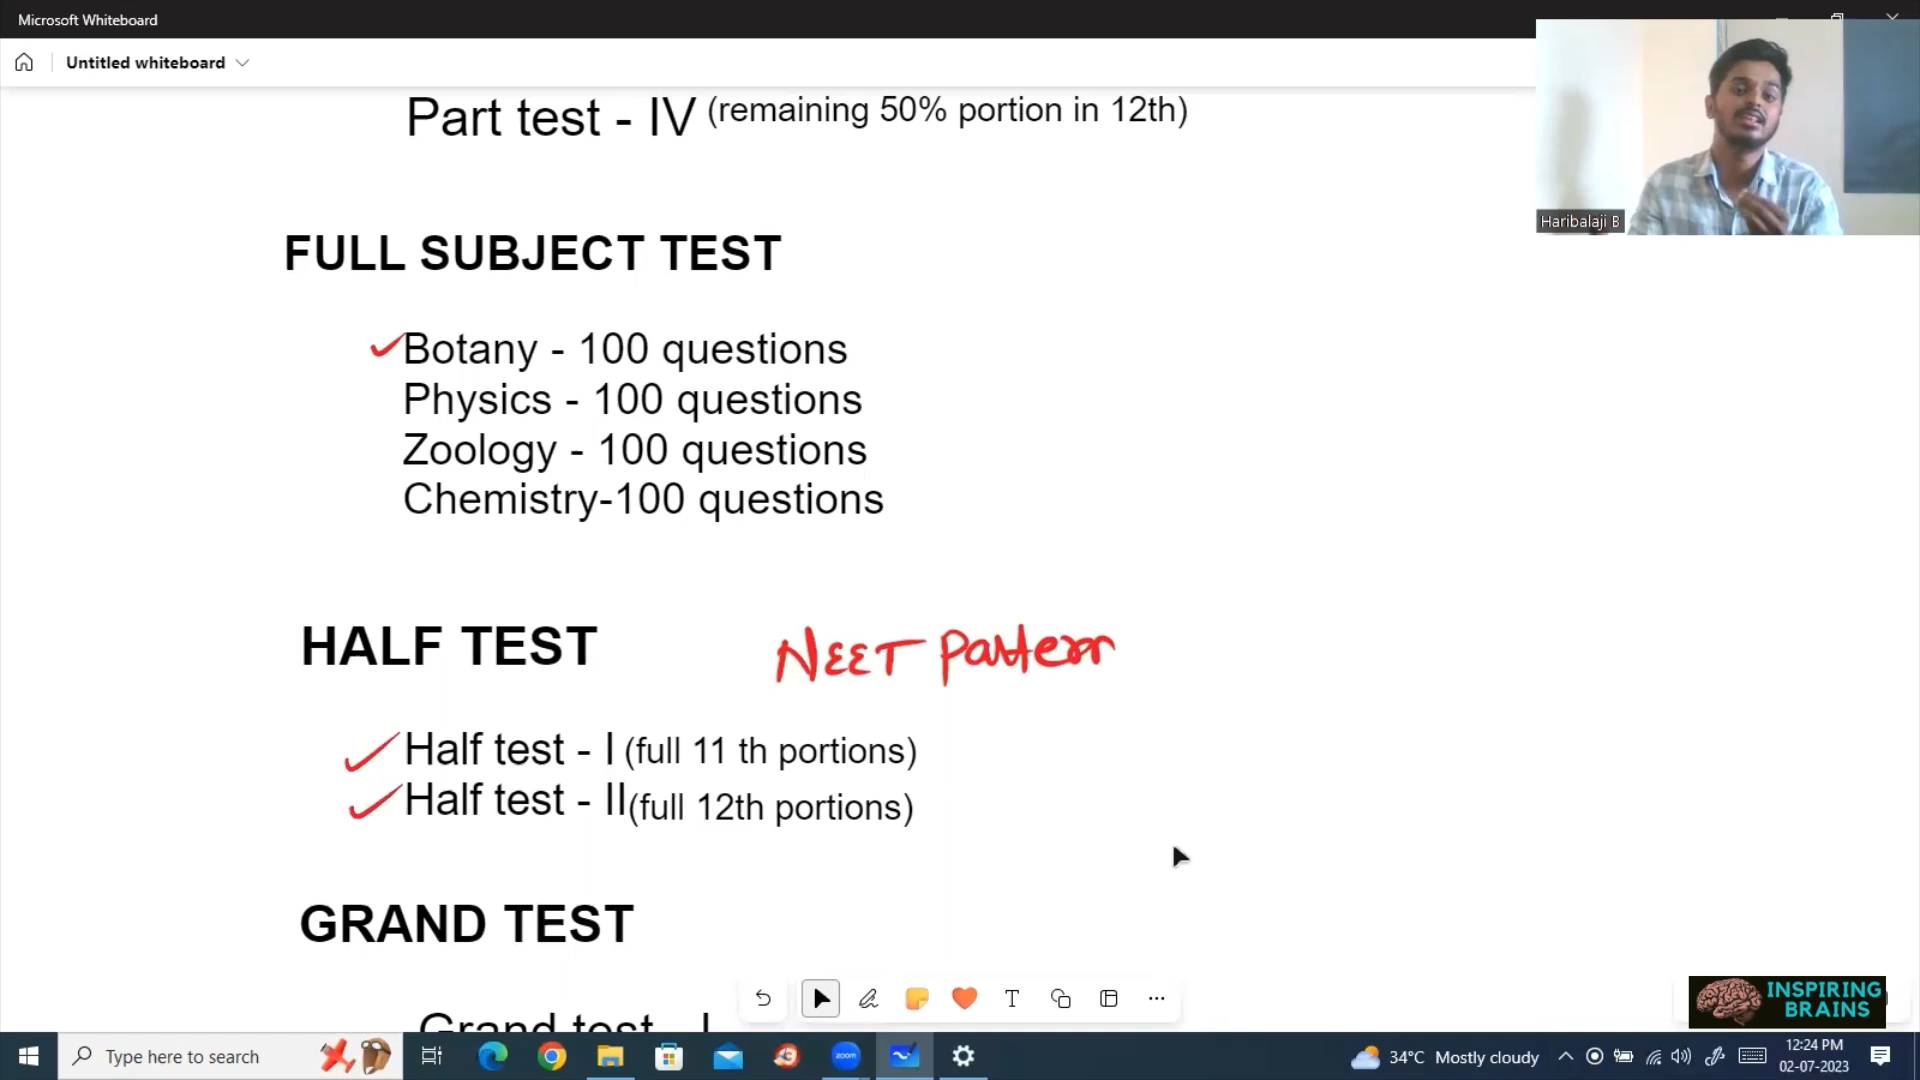 Microsoft Whiteboard
Untitled whiteboard
Part test - IV (remaining 50% portion in 12th)
Haribalaji B
FULL SUBJECT TEST
Botany - 100 questions
Physics - 100 questions
Zoology - 100 questions
Chemistry-100 questions
HALF TEST NEET Pattern
Half test - I (full 11 th portions)
Half test - II (full 12th portions)
GRAND TEST
Grand test - I
INSPIRING
BRAINS
Type here to search
zoom
34°C Mostly cloudy
12:24 PM
02-07-2023